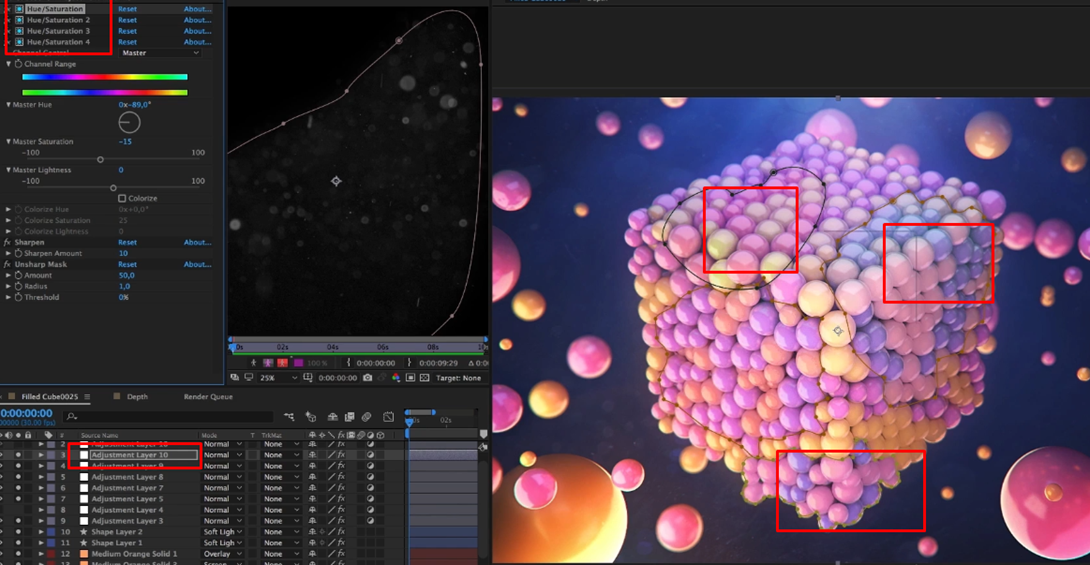 Filled Cube0025 Depth
Hue/Saturation Reset About...
Hue/Saturation 2 Reset About...
Hue/Saturation 3 Reset About...
Hue/Saturation 4 Reset About...
Channel Control Master
Channel Range
Master Hue 0x-89,0°
Master Saturation -15
-100 100
Master Lightness 0
-100 100
Colorize
Colorize Hue 0x+0,0°
Colorize Saturation 25
Colorize Lightness 0
fx Sharpen Reset About...
Sharpen Amount 10
fx Unsharp Mask Reset About...
Amount 50,0
Radius 1,0
Threshold 0%
0s 02s 04s 06s 08s 10s
100 % 0:00:00:00 0:00:09:29 Δ 0:0
25% 0:00:00:00 Target: None
Filled Cube0025 Depth Render Queue
0:00:00:00
00000 (30.00 fps)
0s 02s
# Source Name Mode T TrkMat
2 Normal None
3 Adjustment Layer 10 Normal None
4 Adjustment Layer 9 Normal None
5 Adjustment Layer 8 Normal None
6 Adjustment Layer 7 Normal None
7 Adjustment Layer 5 Normal None
8 Adjustment Layer 4 Normal None
9 Adjustment Layer 3 Normal None
10 Shape Layer 2 Soft Ligh None
11 Shape Layer 1 Soft Ligh None
12 Medium Orange Solid 1 Overlay None
13 Medium Orange Solid 3 Screen None